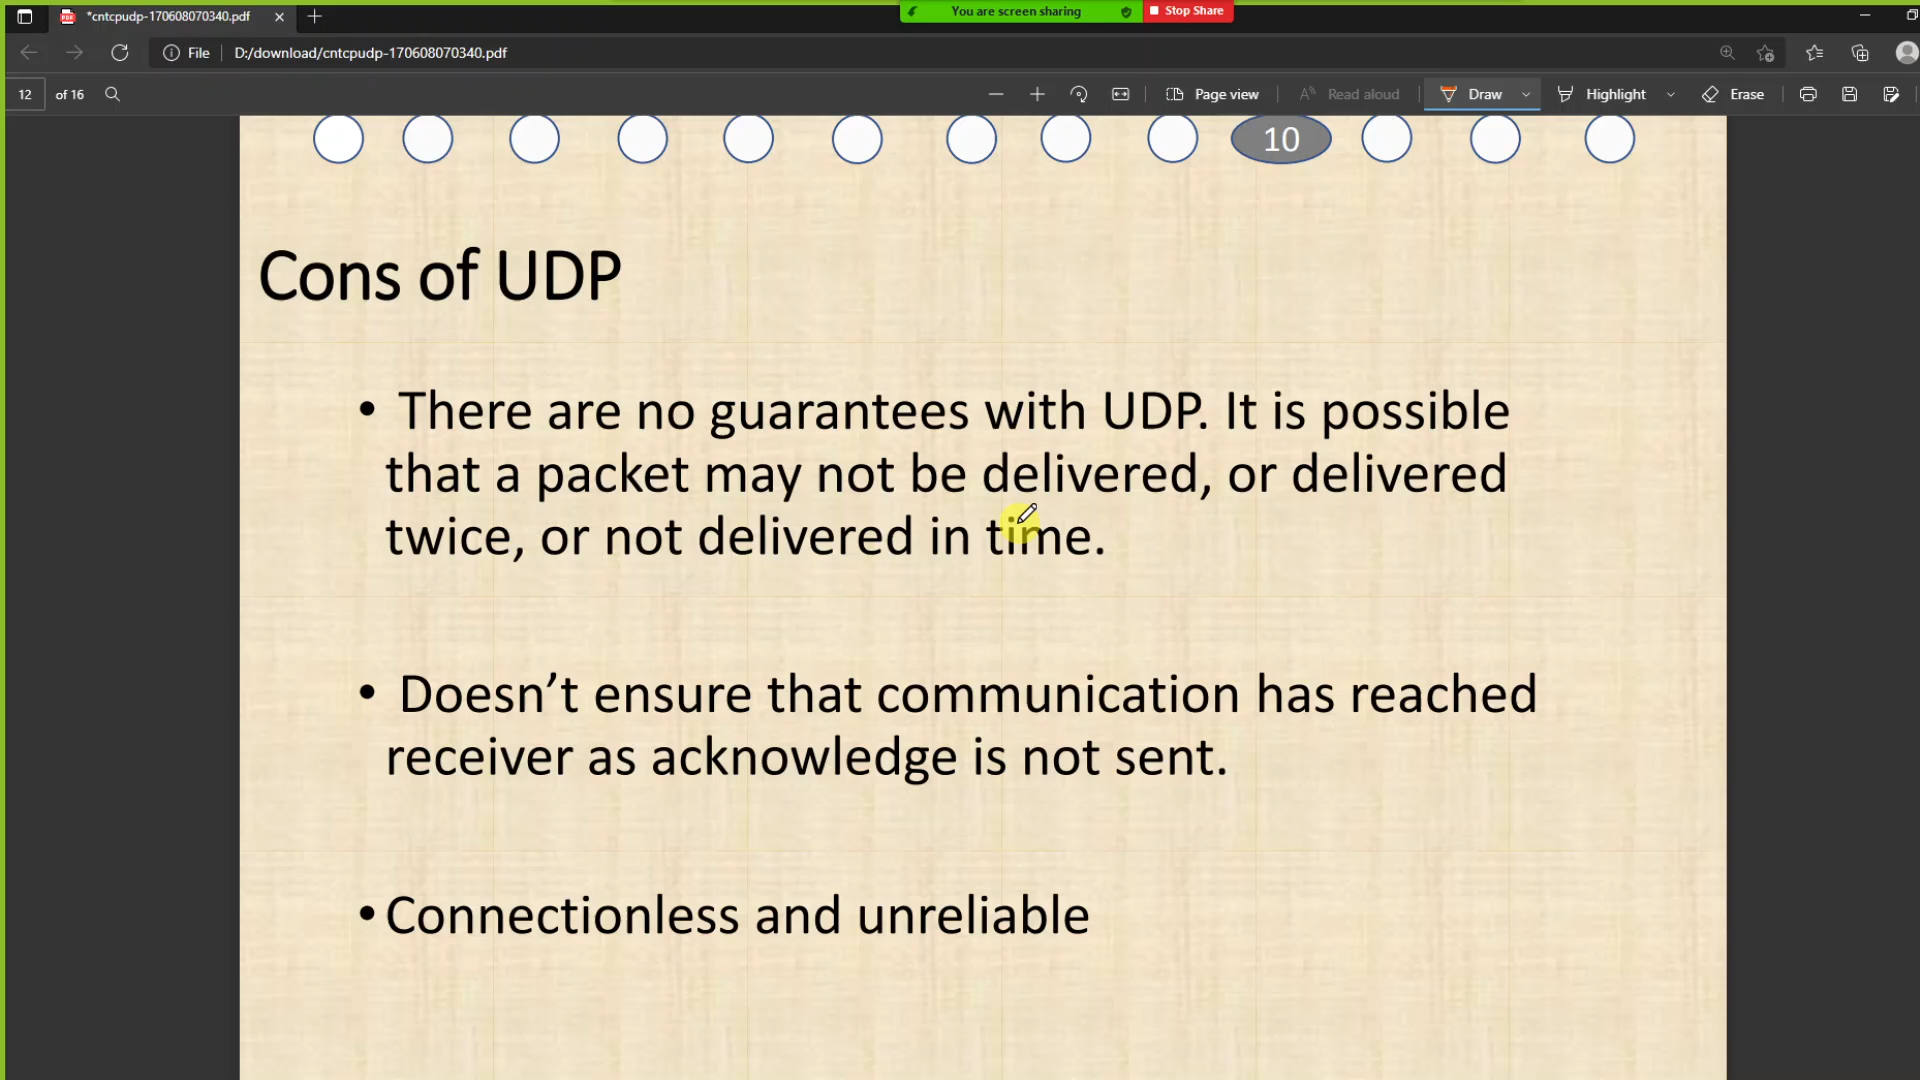 *cntcpudp-170608070340.pdf
You are screen sharing
Stop Share
File
D:/download/cntcpudp-170608070340.pdf
12 of 16
Page view
Read aloud
Draw
Highlight
Erase
10
Cons of UDP
• There are no guarantees with UDP. It is possible
that a packet may not be delivered, or delivered
twice, or not delivered in time.
• Doesn’t ensure that communication has reached
receiver as acknowledge is not sent.
• Connectionless and unreliable